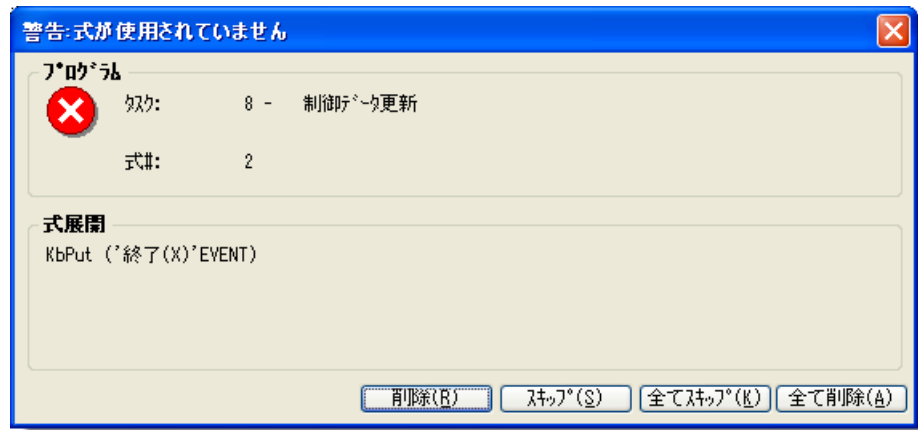 警告:式が使用されていません
ﾌﾟﾛｸﾞﾗﾑ
ﾀｽｸ: 8 - 制御ﾃﾞｰﾀ更新
式#: 2
式展開
KbPut ('終了(X)'EVENT)
削除(R) ｽｷｯﾌﾟ(S) 全てｽｷｯﾌﾟ(K) 全て削除(A)